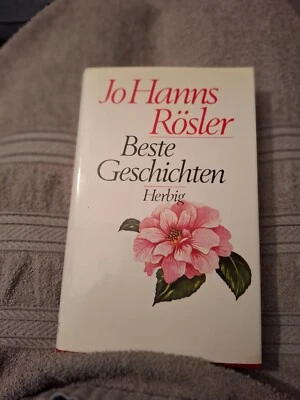 Jo Hanns
Rösler
Beste
Geschichten
Herbig